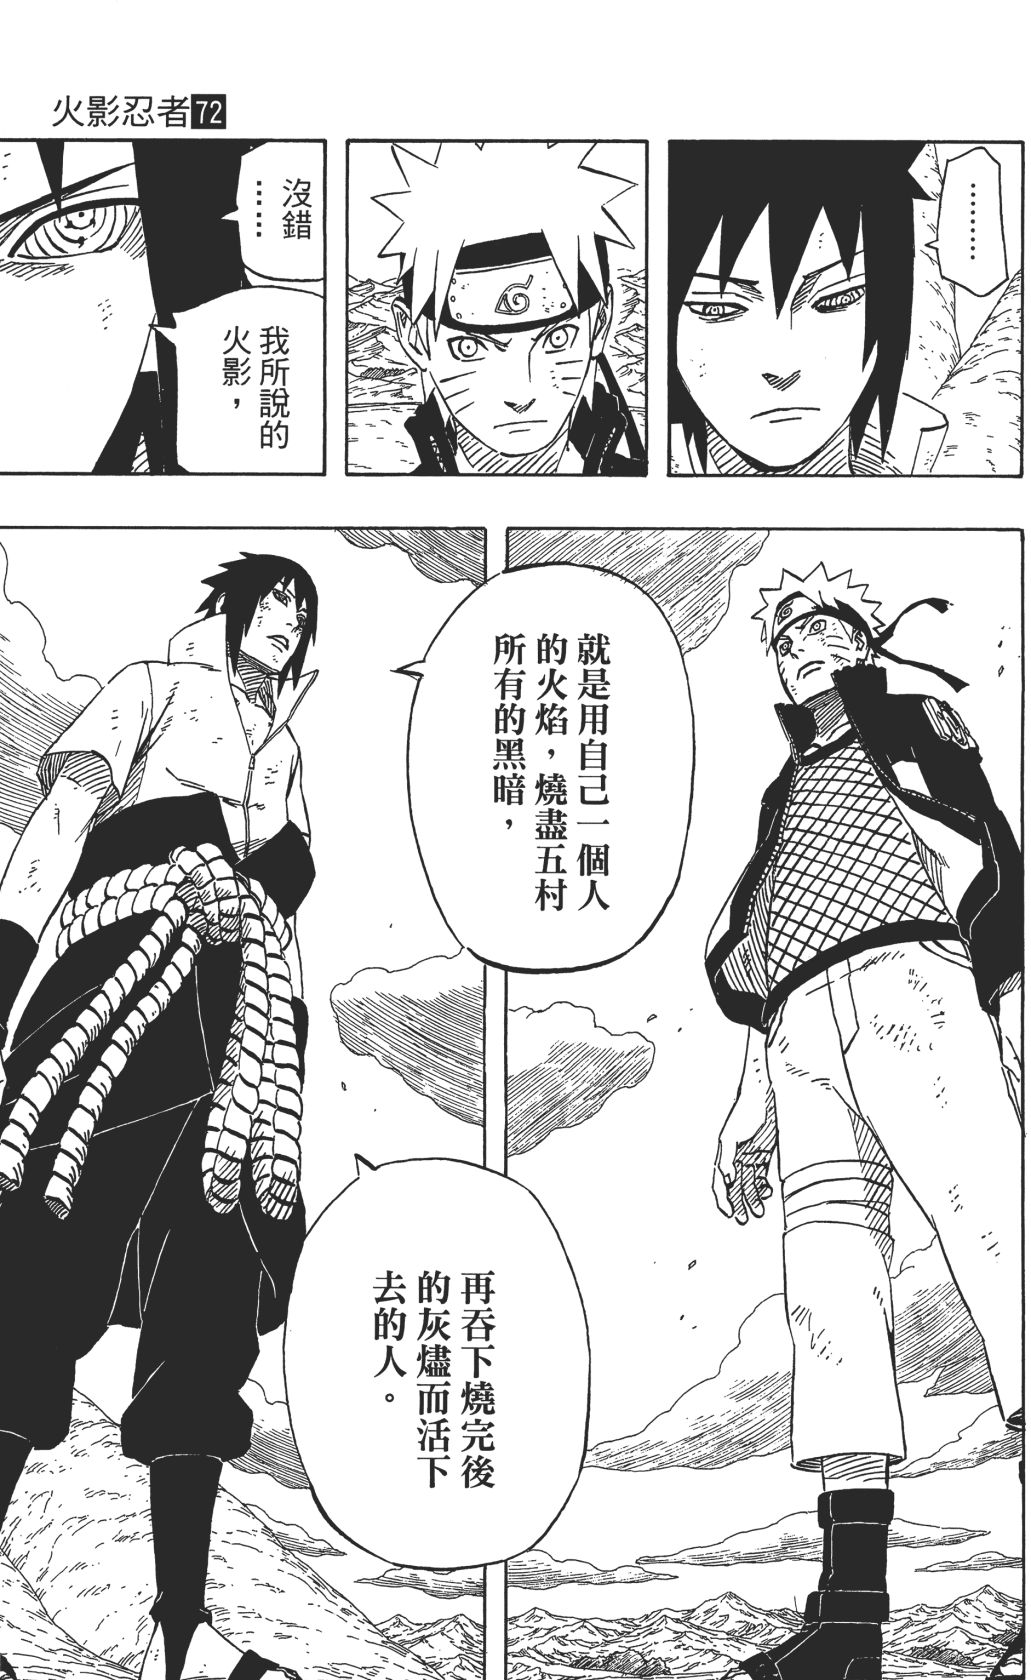 火影忍者72
………
沒錯
……
我所說的
火影，
就是用自己一個人
的火焰，燒盡五村
所有的黑暗，
再吞下燒完後
的灰燼而活下
去的人。